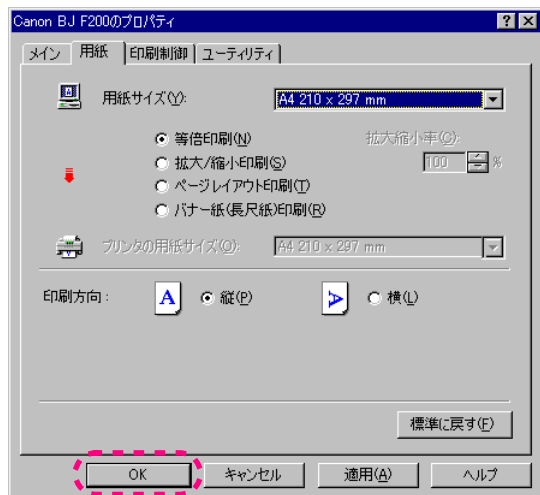 Canon BJ F200のプロパティ
メイン 用紙 印刷制御 ユーティリティ
用紙サイズ(Y): A4 210 x 297 mm
等倍印刷(N) 拡大縮小率(C):
拡大/縮小印刷(S) 100 %
ページレイアウト印刷(T)
バナー紙(長尺紙)印刷(R)
プリンタの用紙サイズ(O): A4 210 x 297 mm
印刷方向: A 縦(P) A 横(L)
標準に戻す(F)
OK キャンセル 適用(A) ヘルプ